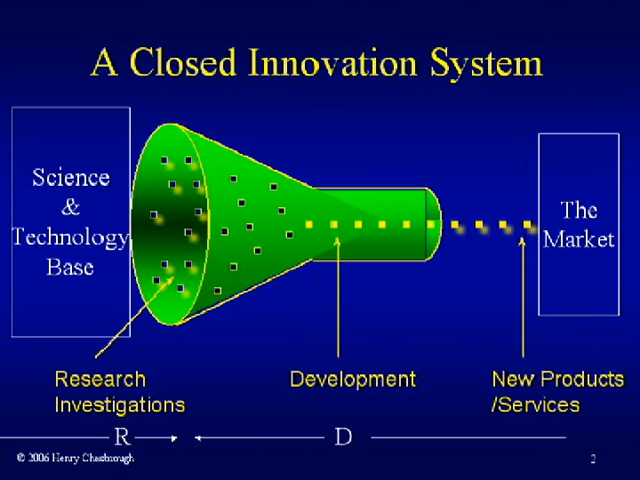 A Closed Innovation System
Science
&
Technology
Base
The
Market
Research
Investigations
Development
New Products
/Services
R
D
© 2006 Henry Chesbrough
2